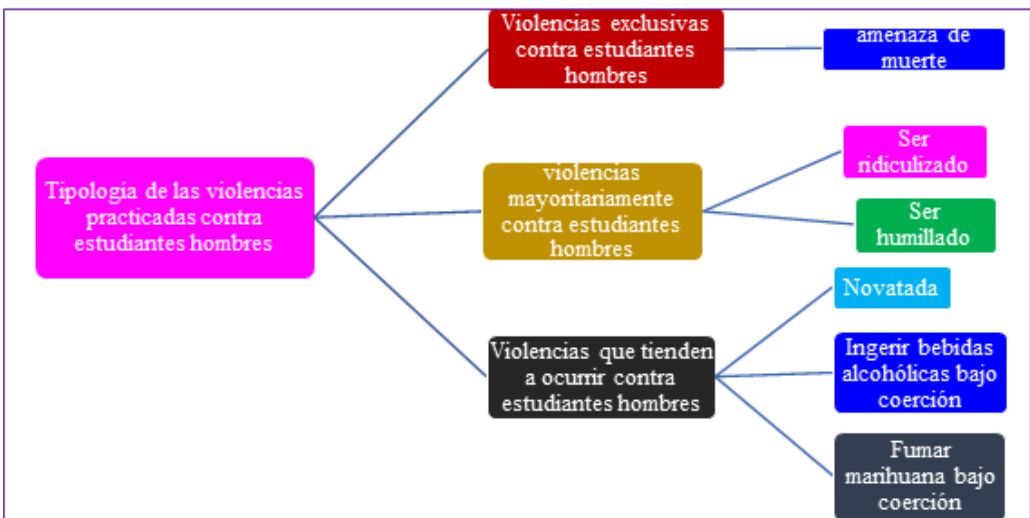 Tipología de las violencias
practicadas contra
estudiantes hombres
Violencias exclusivas
contra estudiantes
hombres
amenaza de
muerte
violencias
mayoritariamente
contra estudiantes
hombres
Ser
ridiculizado
Ser
humillado
Violencias que tienden
a ocurrir contra
estudiantes hombres
Novatada
Ingerir bebidas
alcohólicas bajo
coerción
Fumar
marihuana bajo
coerción